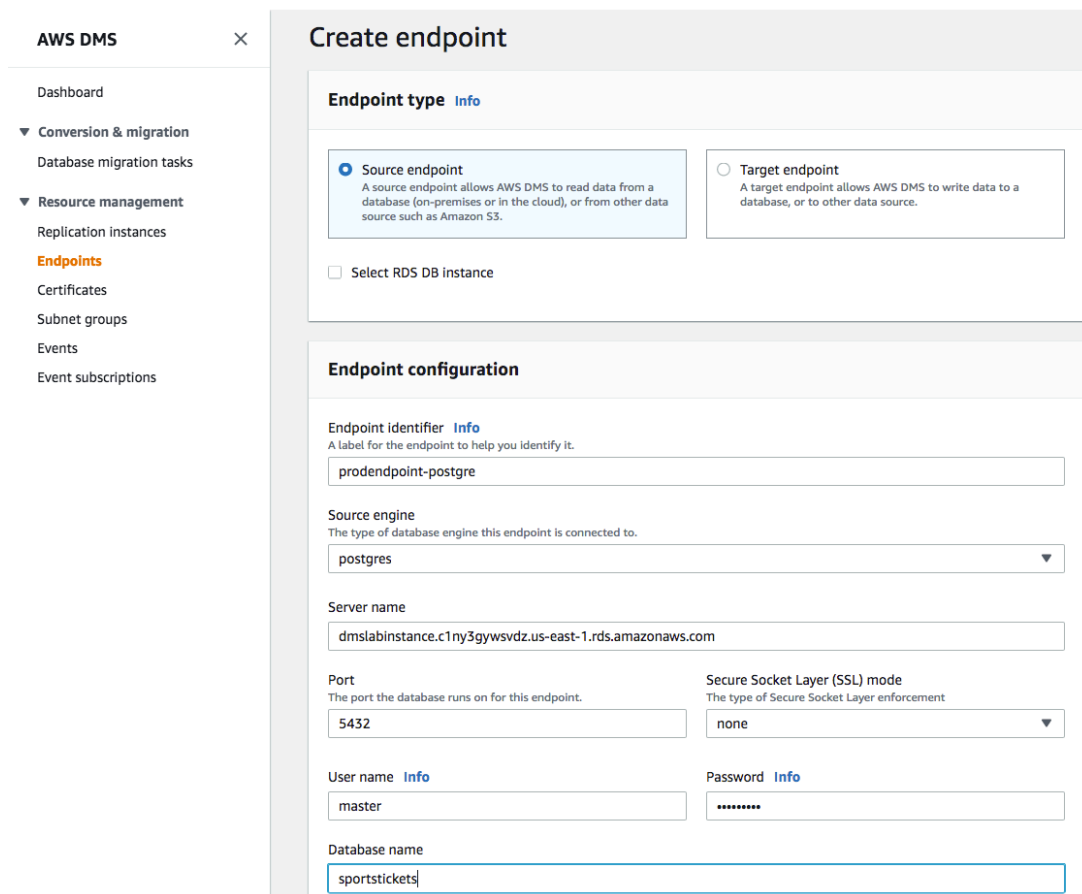 AWS DMS
Dashboard
Conversion & migration
Database migration tasks
Resource management
Replication instances
Endpoints
Certificates
Subnet groups
Events
Event subscriptions
Create endpoint
Endpoint type Info
Source endpoint
A source endpoint allows AWS DMS to read data from a
database (on-premises or in the cloud), or from other data
source such as Amazon S3.
Target endpoint
A target endpoint allows AWS DMS to write data to a
database, or to other data source.
Select RDS DB instance
Endpoint configuration
Endpoint identifier Info
A label for the endpoint to help you identify it.
prodendpoint-postgre
Source engine
The type of database engine this endpoint is connected to.
postgres
Server name
dmslabinstance.c1ny3gywsvdz.us-east-1.rds.amazonaws.com
Port
The port the database runs on for this endpoint.
5432
Secure Socket Layer (SSL) mode
The type of Secure Socket Layer enforcement
none
User name Info
master
Password Info
•••••••••
Database name
sportstickets